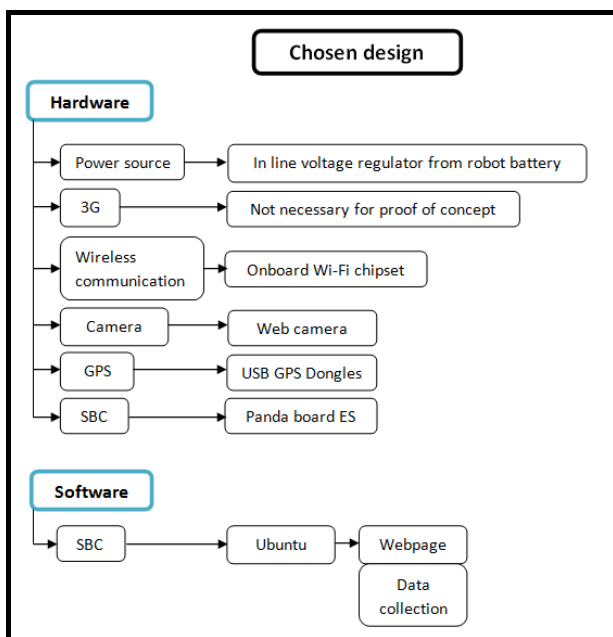 Chosen design
Hardware
Power source
In line voltage regulator from robot battery
3G
Not necessary for proof of concept
Wireless
communication
Onboard Wi-Fi chipset
Camera
Web camera
GPS
USB GPS Dongles
SBC
Panda board ES
Software
SBC
Ubuntu
Webpage
Data
collection